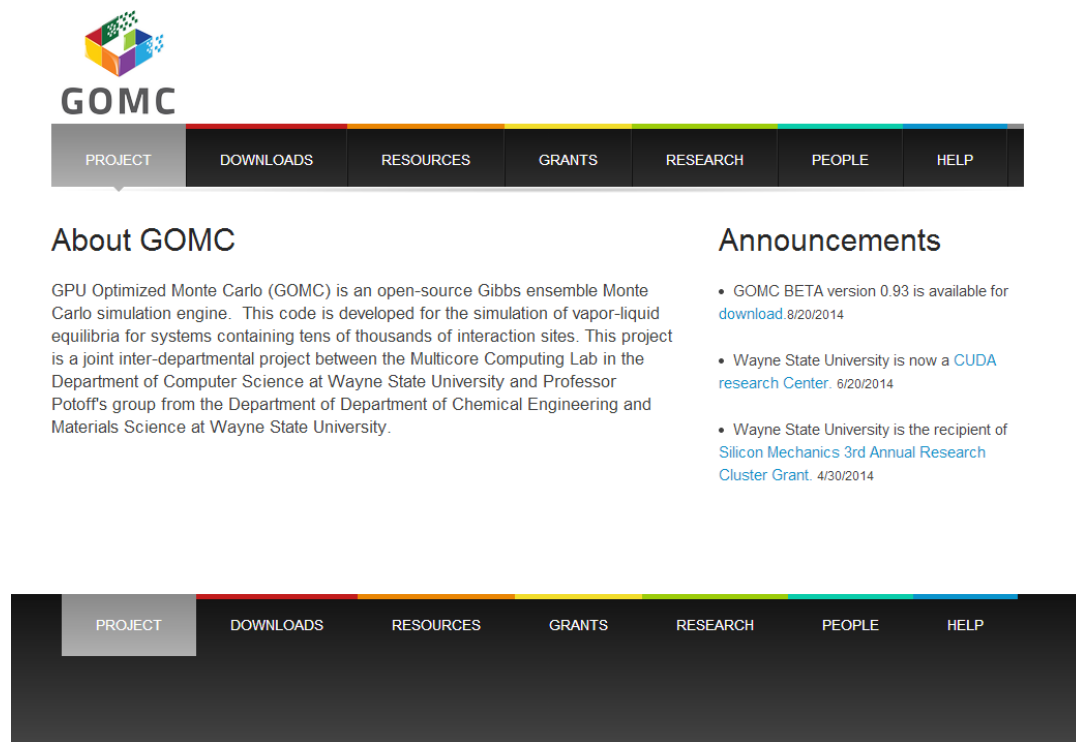 GOMC
PROJECT DOWNLOADS RESOURCES GRANTS RESEARCH PEOPLE HELP
About GOMC
GPU Optimized Monte Carlo (GOMC) is an open-source Gibbs ensemble Monte
Carlo simulation engine.  This code is developed for the simulation of vapor-liquid
equilibria for systems containing tens of thousands of interaction sites. This project
is a joint inter-departmental project between the Multicore Computing Lab in the
Department of Computer Science at Wayne State University and Professor
Potoff's group from the Department of Department of Chemical Engineering and
Materials Science at Wayne State University.
Announcements
• GOMC BETA version 0.93 is available for
download.8/20/2014
• Wayne State University is now a CUDA
research Center. 6/20/2014
• Wayne State University is the recipient of
Silicon Mechanics 3rd Annual Research
Cluster Grant. 4/30/2014
PROJECT DOWNLOADS RESOURCES GRANTS RESEARCH PEOPLE HELP